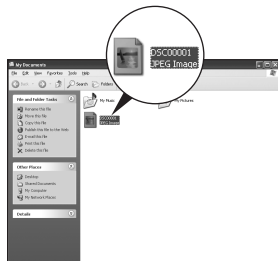 DSC00001
JPEG Image
My Documents
File Edit View Favorites Tools Help
Back Search Folders
File and Folder Tasks
Rename this file
Move this file
Copy this file
Publish this file to the Web
E-mail this file
Print this file
Delete this file
My Music
My Pictures
DSC00001
JPEG Image
Other Places
Desktop
Shared Documents
My Computer
My Network Places
Details